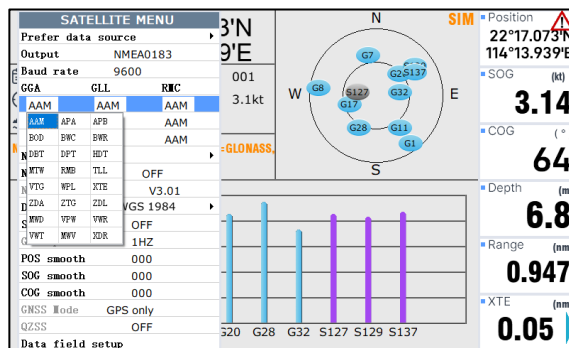 SATELLITE MENU
Prefer data source
Output NMEA0183
Baud rate 9600
GGA GLL RMC
AAM AAM AAM
AAM
AAM
AAM APA APB
BOD BWC BWR
DBT DPT HDT
MTW RMB TLL
VTG WPL XTE
ZDA ZTG ZDL
MWD VPW VWR
VWT MWV XDR
OFF
V3.01
WGS 1984
OFF
1HZ
POS smooth 000
SOG smooth 000
COG smooth 000
GNSS Mode GPS only
QZSS OFF
Data field setup
3'N
9'E
001
3.1kt
=GLONASS,
N
W
E
S
SIM
G7
S137
G32
G8
S127
G17
G28
G11
G1
G20 G28 G32 S127 S129 S137
Position
22°17.073'N
114°13.939'E
SOG (kt)
3.14
COG (°
64
Depth (m
6.8
Range (nm
0.947
XTE (nm
0.05